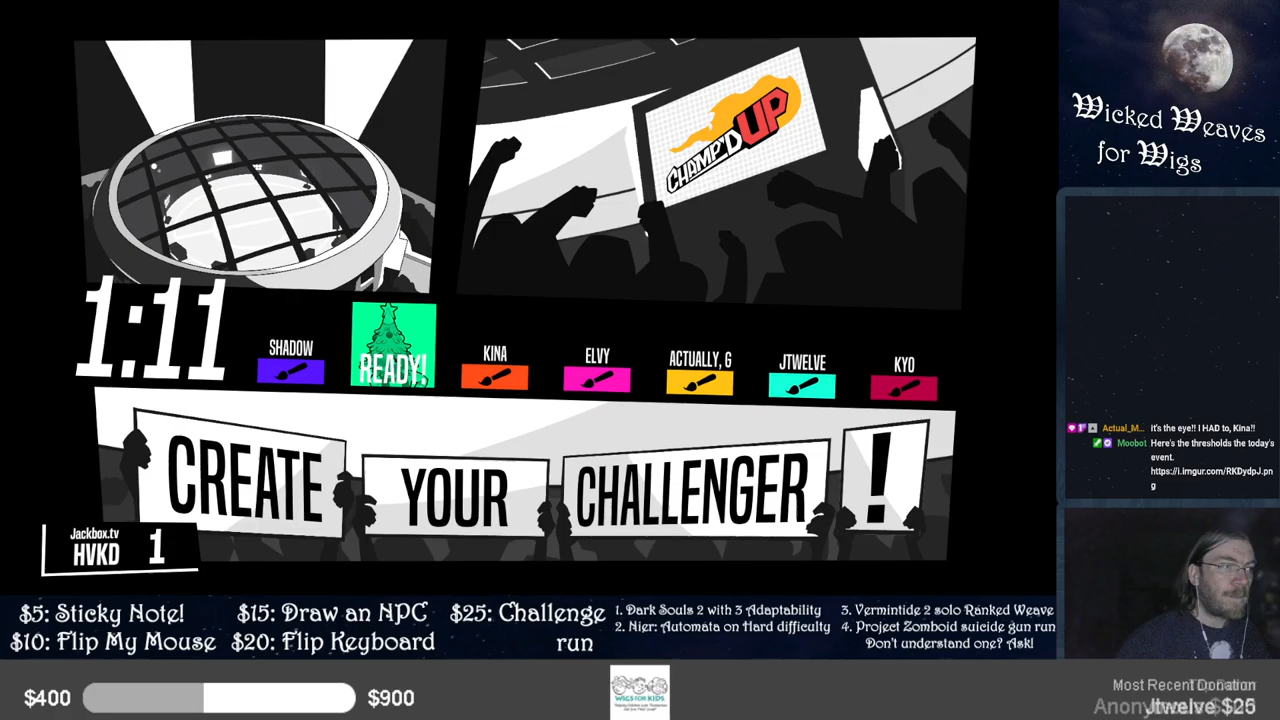 CHAMP'D UP
Wicked Weaves
for Wigs
1:11
SHADOW
READY!
KINA
ELVY
ACTUALLY, G
JTWELVE
KYO
CREATE
YOUR
CHALLENGER
!
Jackbox.tv
HVKD
1
Actual_M... It's the eye!! I HAD to, Kina!!
Moobot Here's the thresholds the today's
event.
https://i.imgur.com/RKDydpJ.pn
g
$5: Sticky Note!
$10: Flip My Mouse
$15: Draw an NPC
$20: Flip Keyboard
$25: Challenge
run
1. Dark Souls 2 with 3 Adaptability
2. Nier: Automata on Hard difficulty
3. Vermintide 2 solo Ranked Weave
4. Project Zomboid suicide gun run
Don't understand one? Ask!
$400
$900
WIGS FOR KIDS
Most Recent Donation
Jtwelve $25